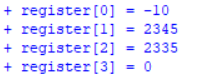 + register[0] = -10
+ register[1] = 2345
+ register[2] = 2335
+ register[3] = 0